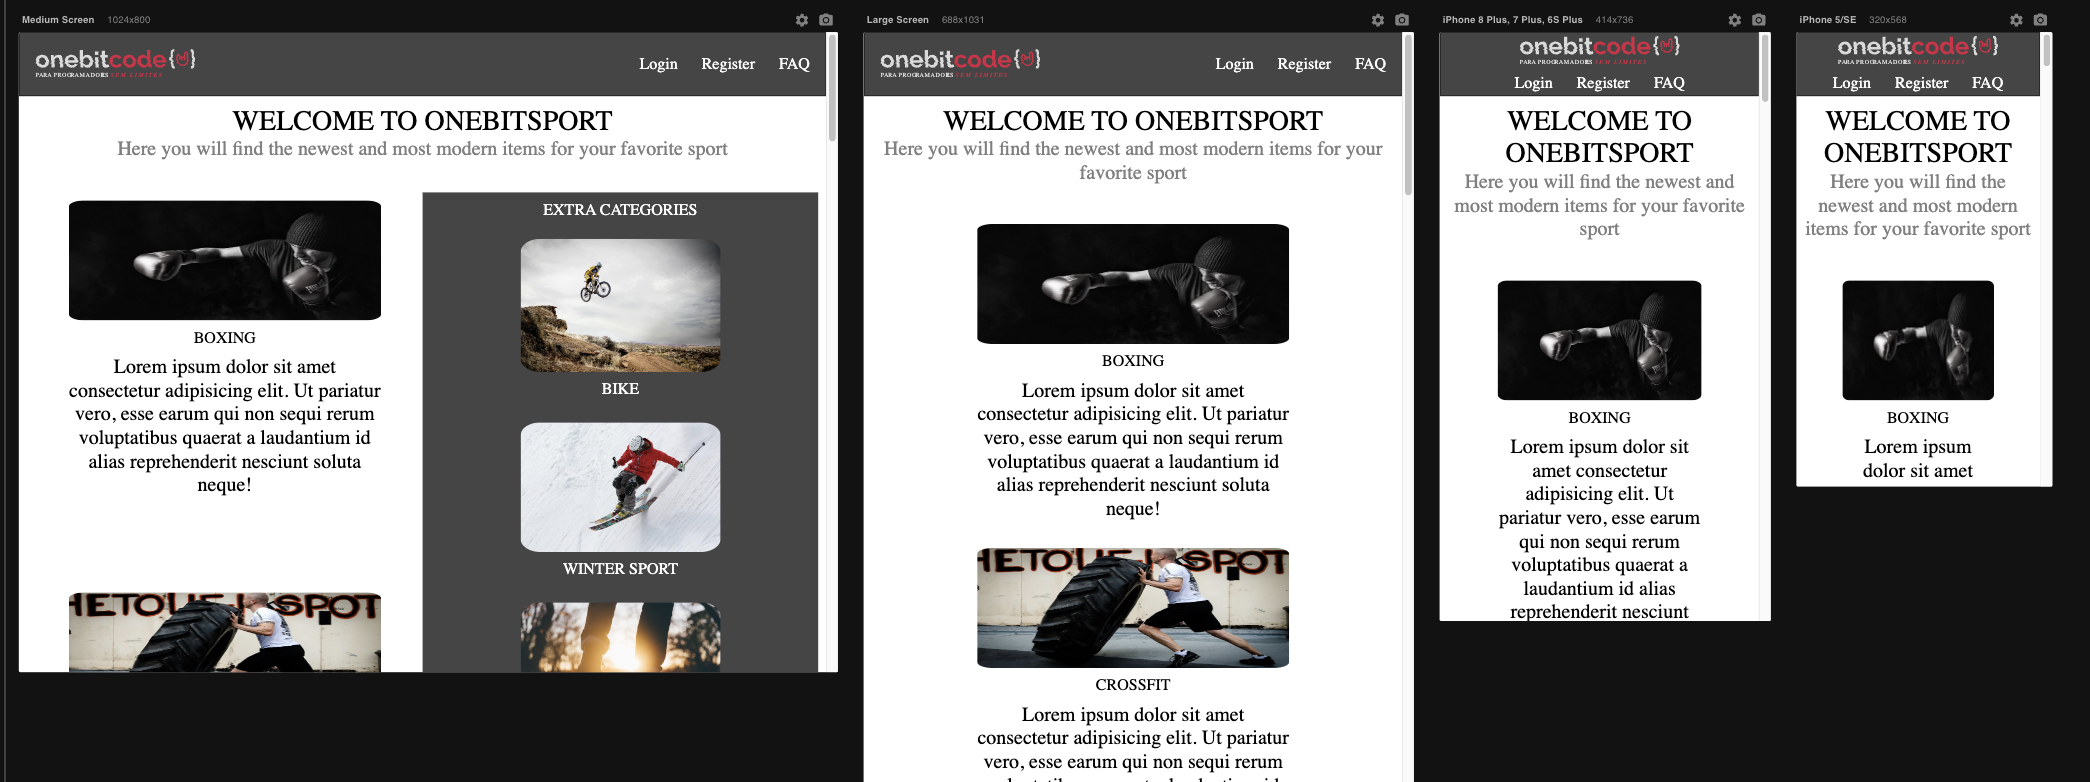 Medium Screen 1024x800
onebitcode{}
PARA PROGRAMADORES SEM LIMITES
Login Register FAQ
WELCOME TO ONEBITSPORT
Here you will find the newest and most modern items for your favorite sport
BOXING
Lorem ipsum dolor sit amet
consectetur adipisicing elit. Ut pariatur
vero, esse earum qui non sequi rerum
voluptatibus quaerat a laudantium id
alias reprehenderit nesciunt soluta
neque!
EXTRA CATEGORIES
BIKE
WINTER SPORT
Large Screen 688x1031
onebitcode{}
PARA PROGRAMADORES SEM LIMITES
Login Register FAQ
WELCOME TO ONEBITSPORT
Here you will find the newest and most modern items for your
favorite sport
BOXING
Lorem ipsum dolor sit amet
consectetur adipisicing elit. Ut pariatur
vero, esse earum qui non sequi rerum
voluptatibus quaerat a laudantium id
alias reprehenderit nesciunt soluta
neque!
SPOT
CROSSFIT
Lorem ipsum dolor sit amet
consectetur adipisicing elit. Ut pariatur
vero, esse earum qui non sequi rerum
iPhone 8 Plus, 7 Plus, 6S Plus 414x736
onebitcode{}
PARA PROGRAMADORES SEM LIMITES
Login Register FAQ
WELCOME TO
ONEBITSPORT
Here you will find the newest and
most modern items for your favorite
sport
BOXING
Lorem ipsum dolor sit
amet consectetur
adipisicing elit. Ut
pariatur vero, esse earum
qui non sequi rerum
voluptatibus quaerat a
laudantium id alias
reprehenderit nesciunt
iPhone 5/SE 320x568
onebitcode{}
PARA PROGRAMADORES SEM LIMITES
Login Register FAQ
WELCOME TO
ONEBITSPORT
Here you will find the
newest and most modern
items for your favorite sport
BOXING
Lorem ipsum
dolor sit amet